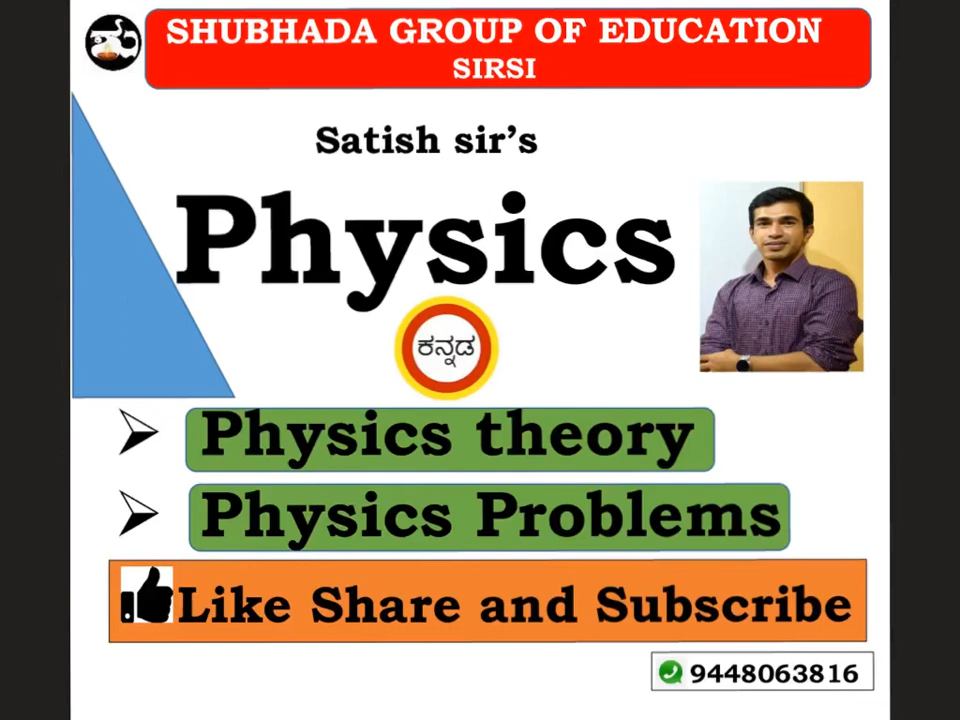 SHUBHADA GROUP OF EDUCATION
SIRSI
Satish sir's
Physics
ಕನ್ನಡ
Physics theory
Physics Problems
Like Share and Subscribe
9448063816